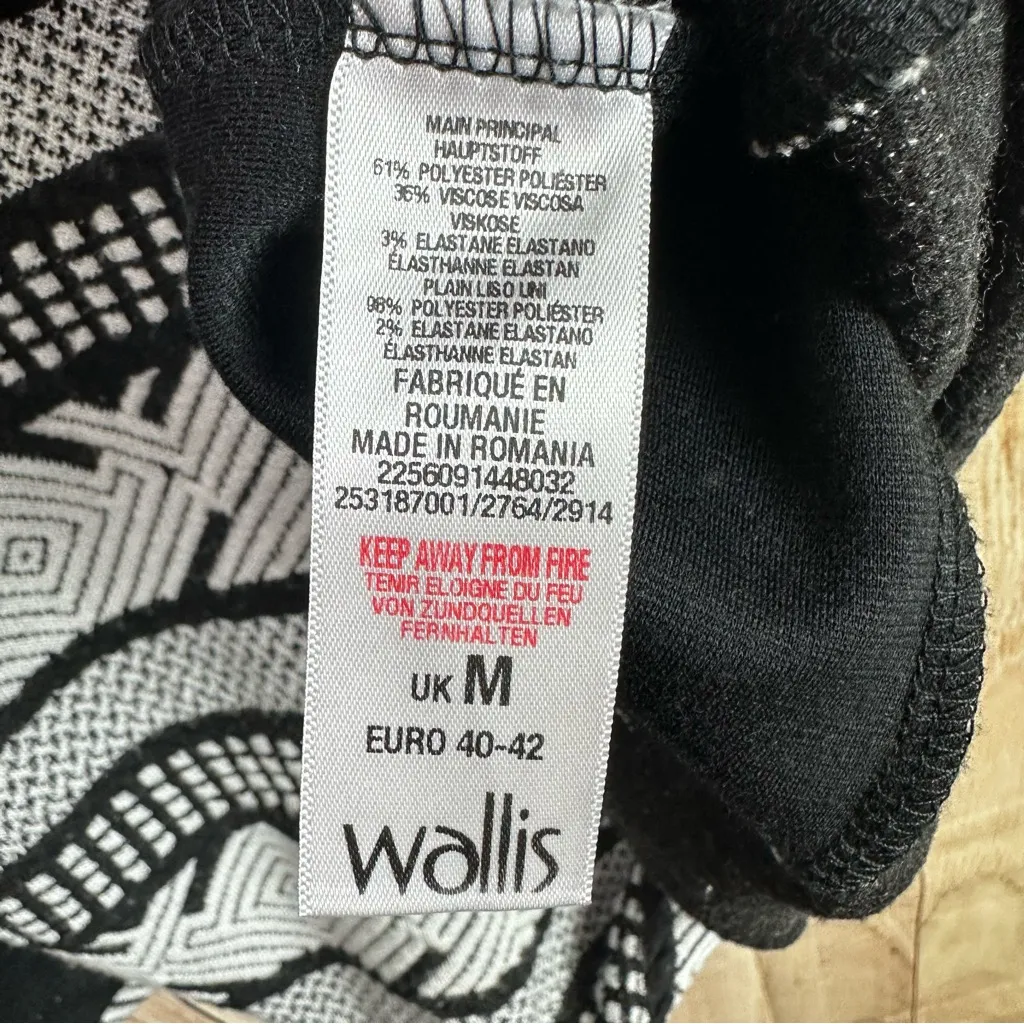 MAIN PRINCIPAL
HAUPTSTOFF
61% POLYESTER POLIÉSTER
36% VISCOSE VISCOSA
VISKOSE
3% ELASTANE ELASTANO
ÉLASTHANNE ELASTAN
PLAIN LISO UNI
98% POLYESTER POLIÉSTER
2% ELASTANE ELASTANO
ÉLASTHANNE ELASTAN
FABRIQUÉ EN
ROUMANIE
MADE IN ROMANIA
2256091448032
253187001/2764/2914
KEEP AWAY FROM FIRE
TENIR ELOIGNE DU FEU
VON ZUNDQUELLEN
FERNHALTEN
UK M
EURO 40-42
wallis